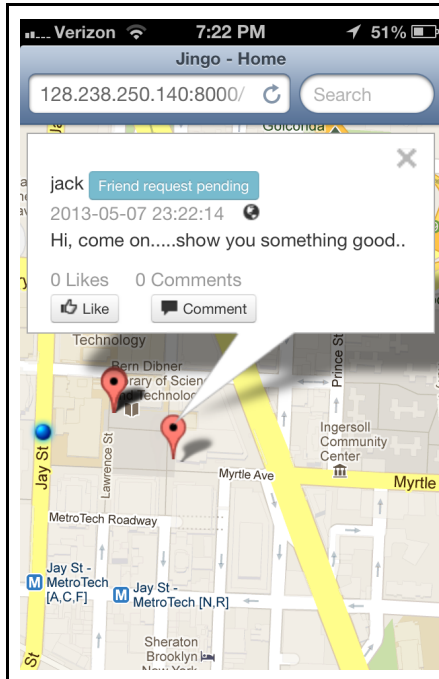 Verizon 7:22 PM 51%
Jingo - Home
128.238.250.140:8000/ Search
Golconda
jack Friend request pending
2013-05-07 23:22:14
Hi, come on.....show you something good..
0 Likes 0 Comments
Like Comment
Technology
Bern Dibner
Library of Science
Technology
Prince St
Ingersoll
Community
Center
Jay St
Lawrence St
Myrtle Ave
Myrtle
MetroTech Roadway
Jay St -
MetroTech
[A,C,F]
Jay St -
MetroTech [N,R]
Sheraton
Brooklyn
New York
St